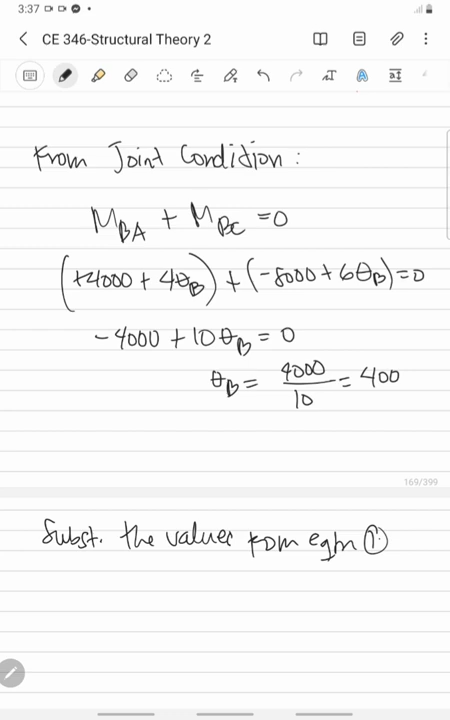 3:37
CE 346-Structural Theory 2
From Joint Condition :
M_BA + M_BC = 0
(+4000 + 4θ_B) + (-8000 + 6θ_B) = 0
-4000 + 10θ_B = 0
θ_B = 4000/10 = 400
169/399
Subst. the values from eqtn ①